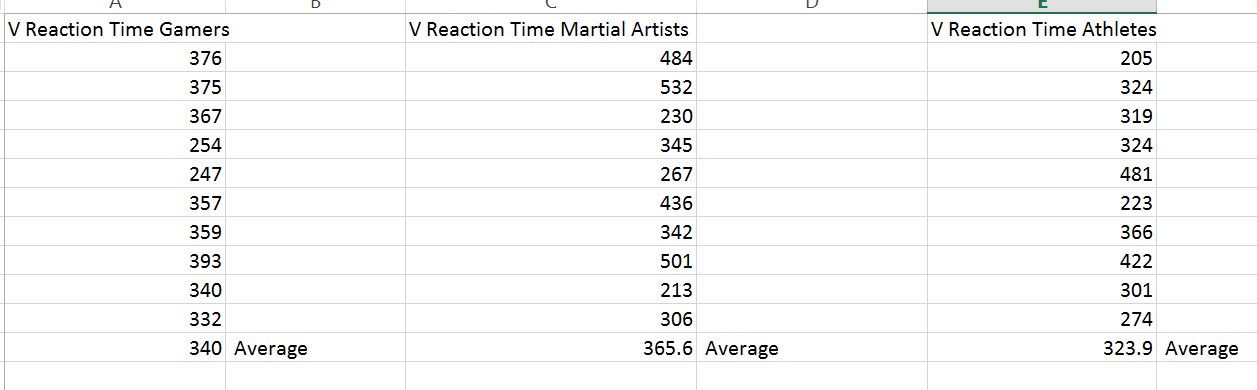 A B C D E
V Reaction Time Gamers V Reaction Time Martial Artists V Reaction Time Athletes
376 484 205
375 532 324
367 230 319
254 345 324
247 267 481
357 436 223
359 342 366
393 501 422
340 213 301
332 306 274
340 Average 365.6 Average 323.9 Average